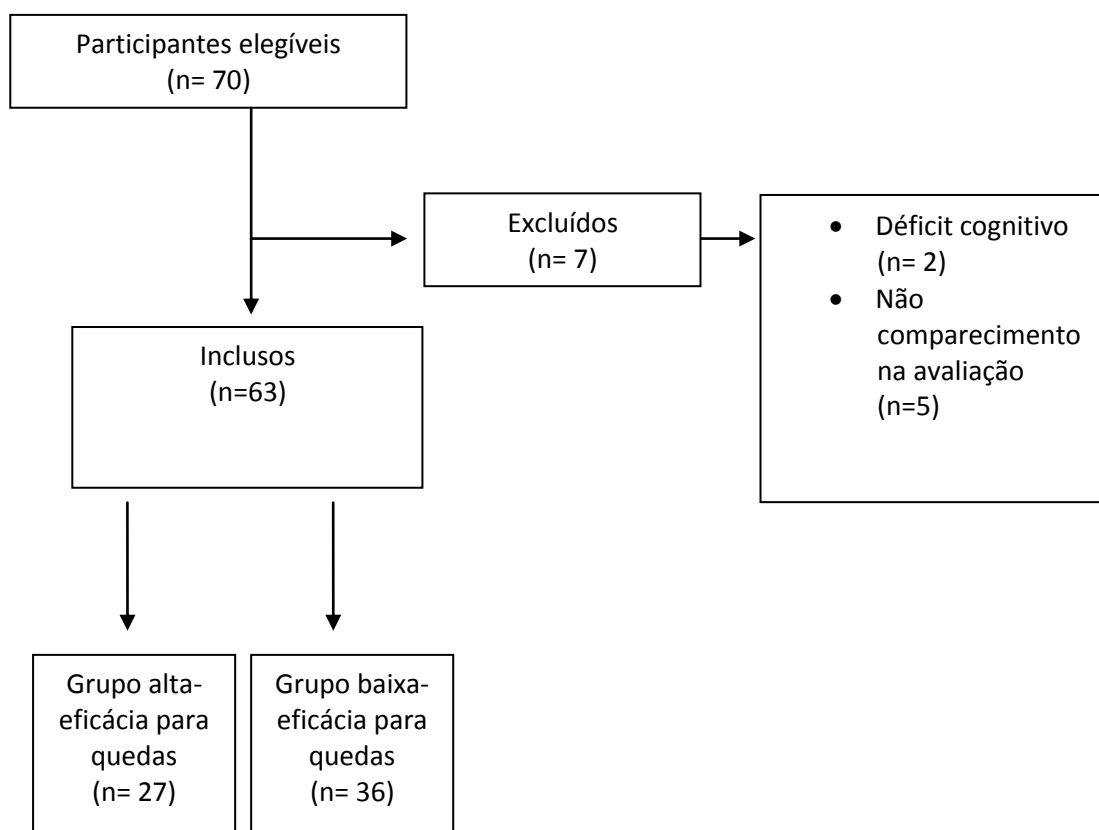 Participantes elegíveis
(n= 70)
Excluídos
(n= 7)
• Déficit cognitivo
(n= 2)
• Não
comparecimento
na avaliação
(n=5)
Inclusos
(n=63)
Grupo alta-
eficácia para
quedas
(n= 27)
Grupo baixa-
eficácia para
quedas
(n= 36)